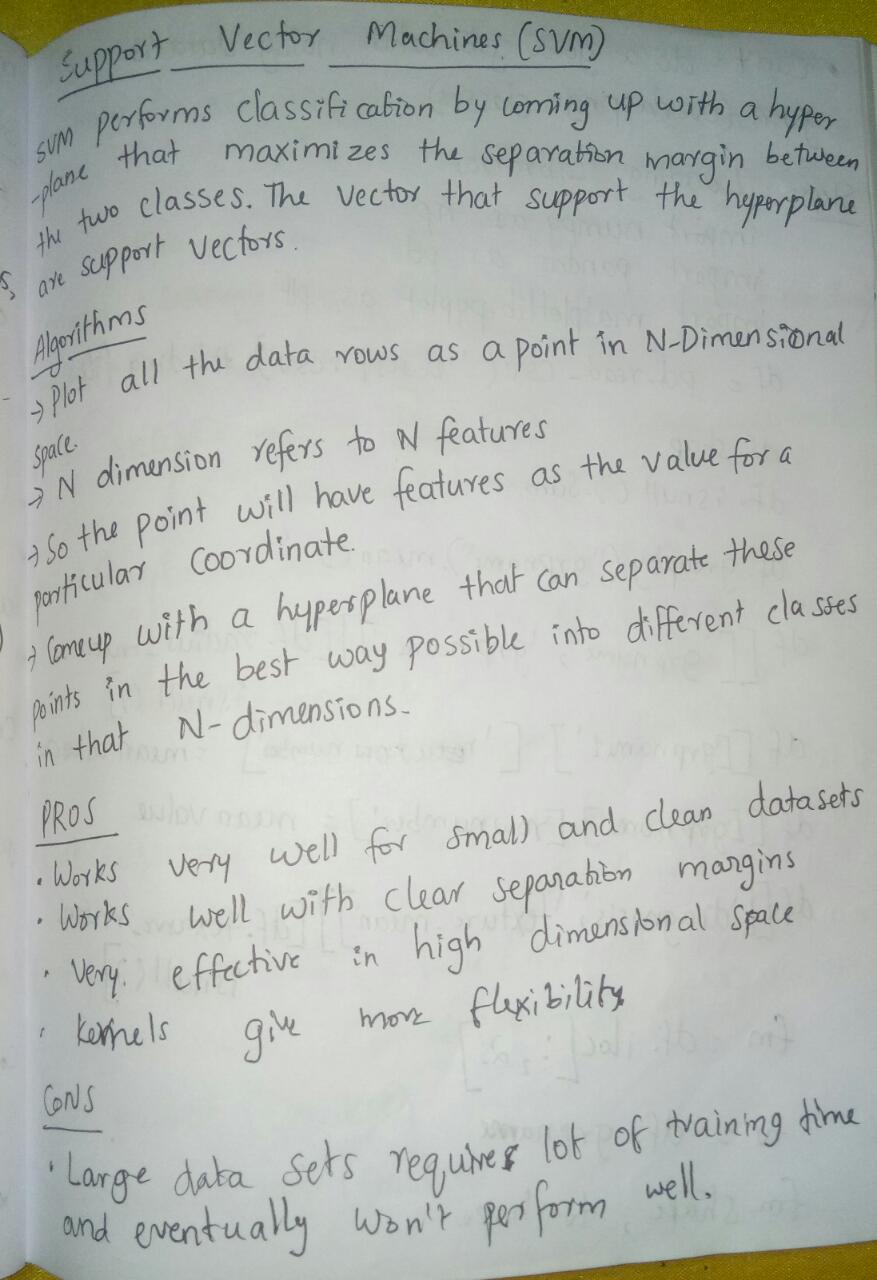 Support Vector Machines (SVM)
SVM performs classification by coming up with a hyper
-plane that maximizes the separation margin between
the two classes. The vector that support the hyperplane
are support vectors.
Algorithms
→ Plot all the data rows as a point in N-Dimensional
space.
→ N dimension refers to N features
→ So the point will have features as the value for a
particular coordinate.
→ Come up with a hyperplane that can separate these
points in the best way possible into different classes
in that N-dimensions.
PROS
• Works very well for small and clean datasets
• Works well with clear separation margins
• Very effective in high dimensional space
• Kernels give more flexibility
CONS
• Large data sets requires lot of training time
and eventually won't perform well.